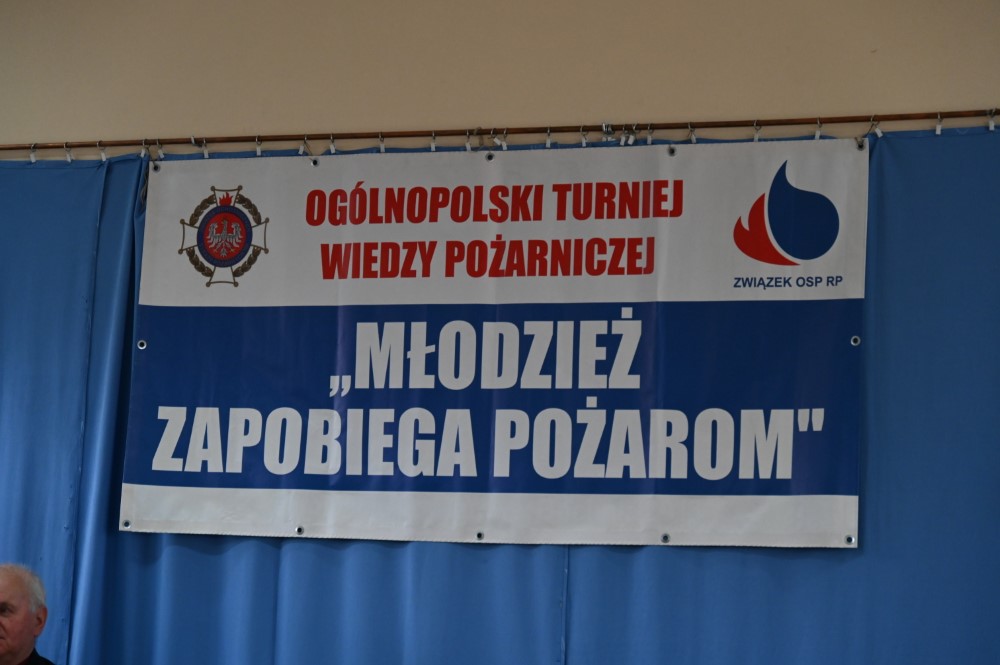 OGÓLNOPOLSKI TURNIEJ
WIEDZY POŻARNICZEJ
ZWIĄZEK OSP RP
„MŁODZIEŻ
ZAPOBIEGA POŻAROM"